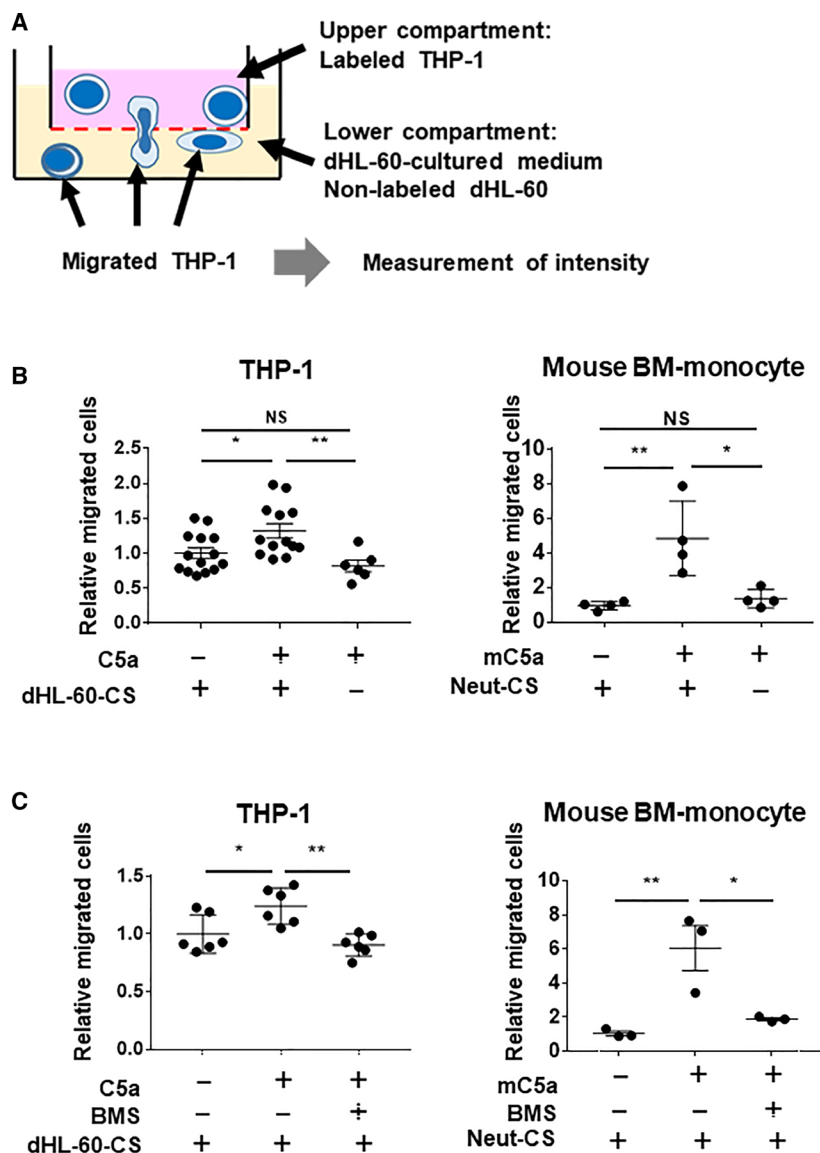 A
Upper compartment:
Labeled THP-1
Lower compartment:
dHL-60-cultured medium
Non-labeled dHL-60
Migrated THP-1
Measurement of intensity
B
THP-1
Relative migrated cells
NS
* **
2.5
2.0
1.5
1.0
0.5
0.0
C5a – + +
dHL-60-CS + + –
Mouse BM-monocyte
Relative migrated cells
NS
** *
10
8
6
4
2
0
mC5a – + +
Neut-CS + + –
C
THP-1
Relative migrated cells
* **
1.5
1.0
0.5
0.0
C5a – + +
BMS – – +
dHL-60-CS + + +
Mouse BM-monocyte
Relative migrated cells
** *
10
8
6
4
2
0
mC5a – + +
BMS – – +
Neut-CS + + +